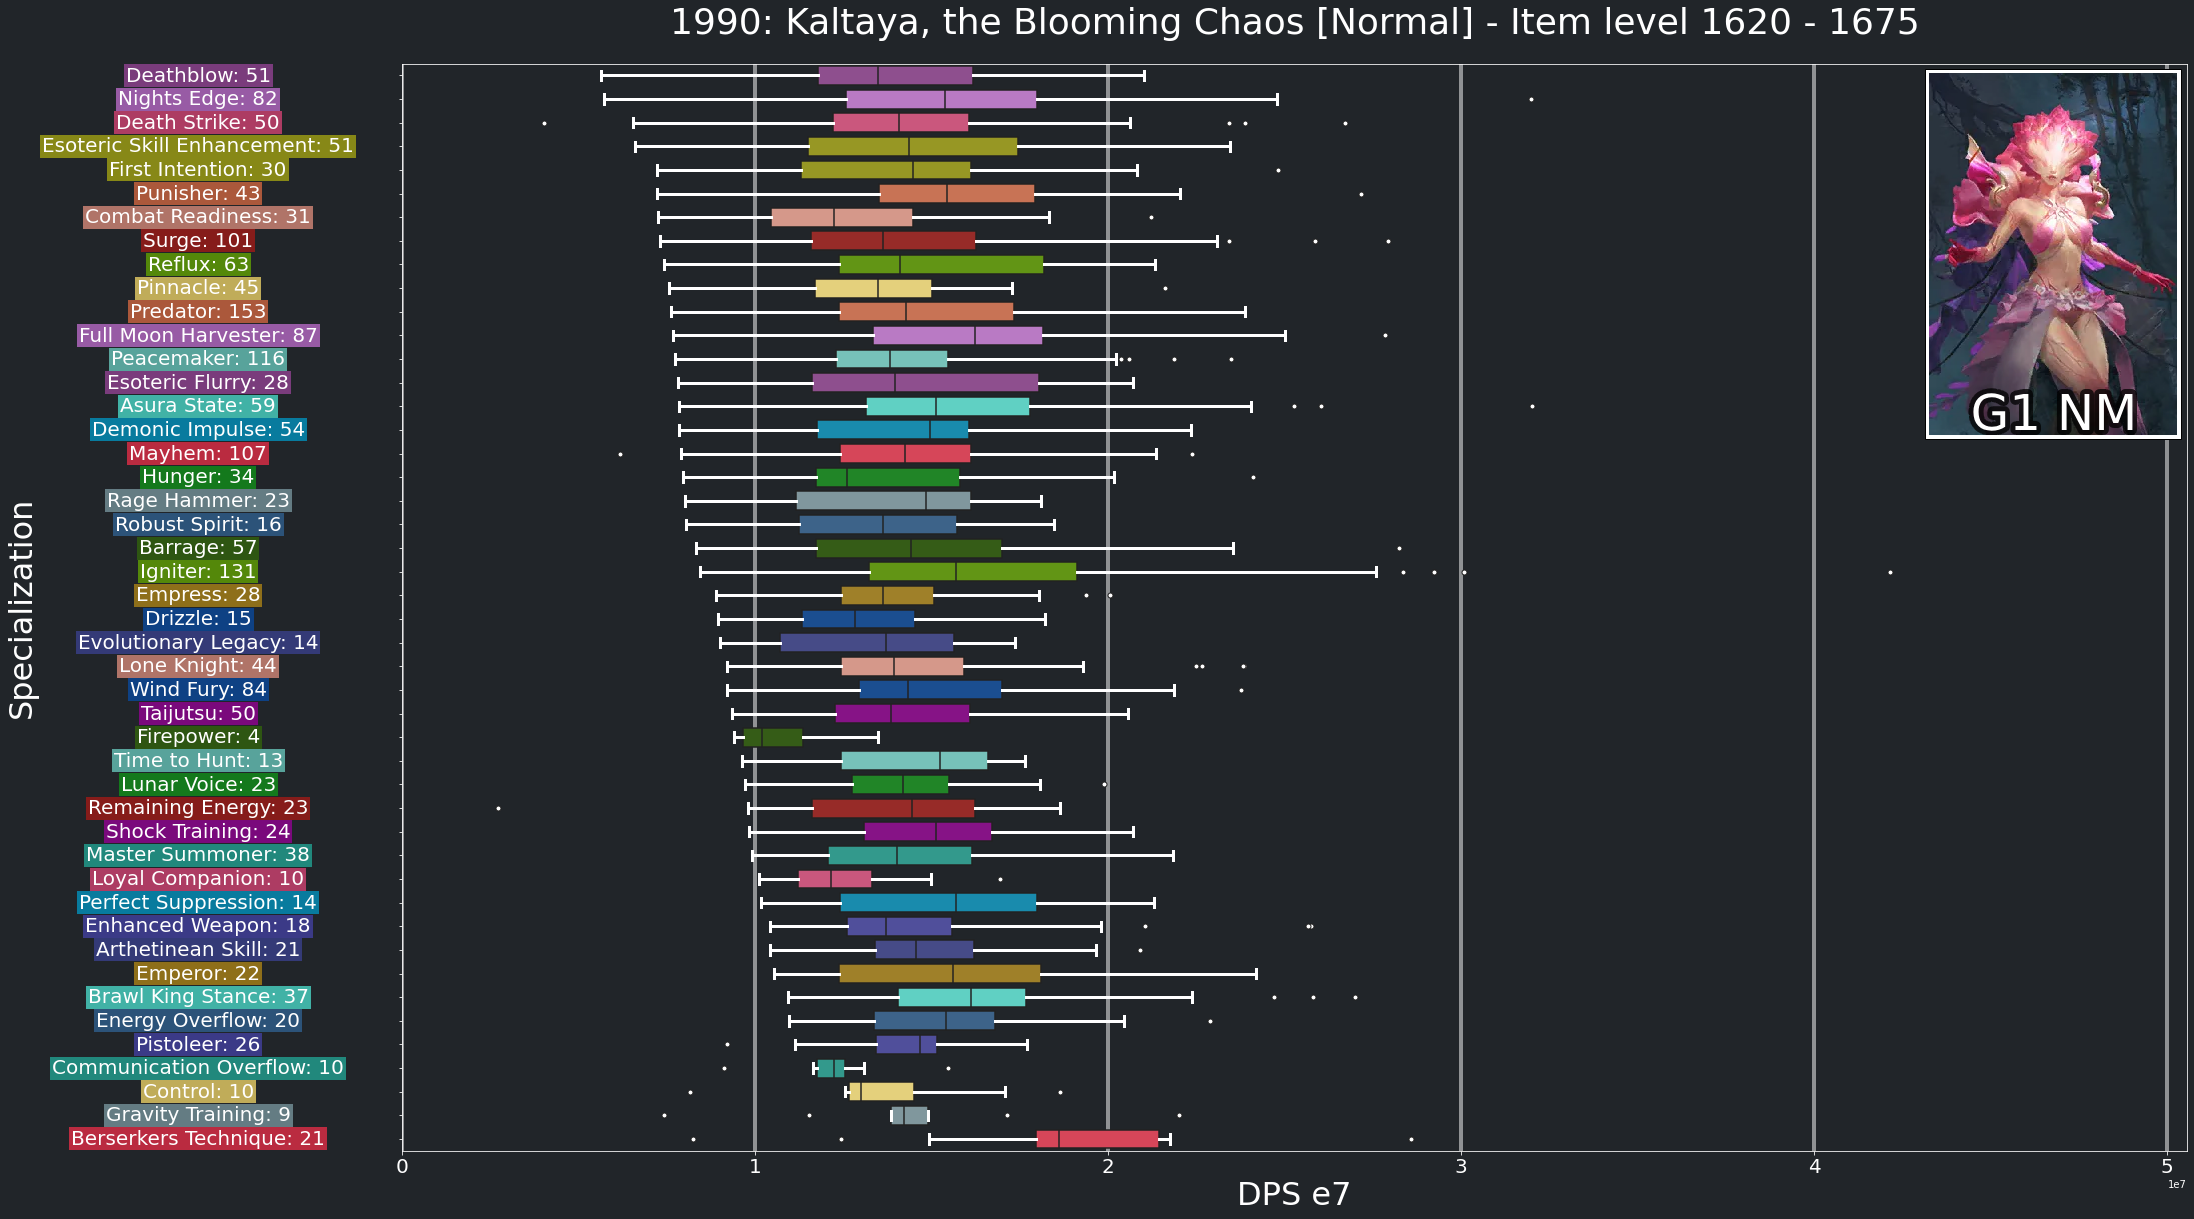 1990: Kaltaya, the Blooming Chaos [Normal] - Item level 1620 - 1675
Specialization
Deathblow: 51
Nights Edge: 82
Death Strike: 50
Esoteric Skill Enhancement: 51
First Intention: 30
Punisher: 43
Combat Readiness: 31
Surge: 101
Reflux: 63
Pinnacle: 45
Predator: 153
Full Moon Harvester: 87
Peacemaker: 116
Esoteric Flurry: 28
Asura State: 59
Demonic Impulse: 54
Mayhem: 107
Hunger: 34
Rage Hammer: 23
Robust Spirit: 16
Barrage: 57
Igniter: 131
Empress: 28
Drizzle: 15
Evolutionary Legacy: 14
Lone Knight: 44
Wind Fury: 84
Taijutsu: 50
Firepower: 4
Time to Hunt: 13
Lunar Voice: 23
Remaining Energy: 23
Shock Training: 24
Master Summoner: 38
Loyal Companion: 10
Perfect Suppression: 14
Enhanced Weapon: 18
Arthetinean Skill: 21
Emperor: 22
Brawl King Stance: 37
Energy Overflow: 20
Pistoleer: 26
Communication Overflow: 10
Control: 10
Gravity Training: 9
Berserkers Technique: 21
G1 NM
0 1 2 3 4 5
1e7
DPS e7